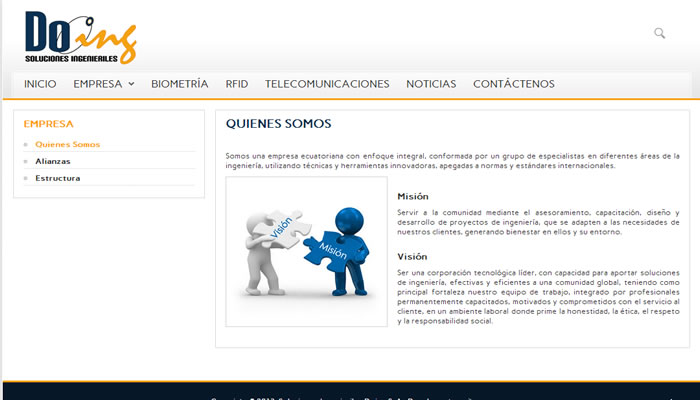 Doing
SOLUCIONES INGENIERILES
INICIO EMPRESA BIOMETRÍA RFID TELECOMUNICACIONES NOTICIAS CONTÁCTENOS
EMPRESA
Quienes Somos
Alianzas
Estructura
QUIENES SOMOS
Somos una empresa ecuatoriana con enfoque integral, conformada por un grupo de especialistas en diferentes áreas de la
ingeniería, utilizando técnicas y herramientas innovadoras, apegadas a normas y estándares internacionales.
Visión
Misión
Misión
Servir a la comunidad mediante el asesoramiento, capacitación, diseño y
desarrollo de proyectos de ingeniería, que se adapten a las necesidades de
nuestros clientes, generando bienestar en ellos y su entorno.
Visión
Ser una corporación tecnológica líder, con capacidad para aportar soluciones
de ingeniería, efectivas y eficientes a una comunidad global, teniendo como
principal fortaleza nuestro equipo de trabajo, integrado por profesionales
permanentemente capacitados, motivados y comprometidos con el servicio al
cliente, en un ambiente laboral donde prime la honestidad, la ética, el respeto
y la responsabilidad social.